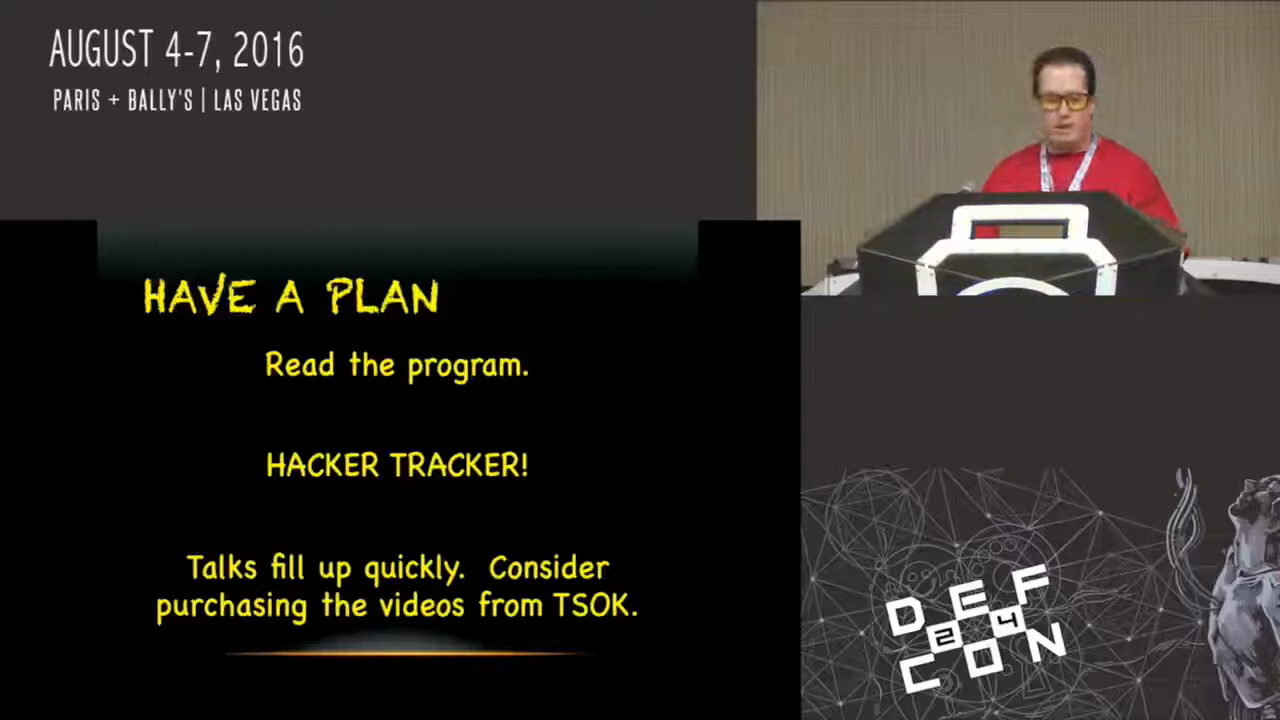 AUGUST 4-7, 2016
PARIS + BALLY'S | LAS VEGAS
HAVE A PLAN
Read the program.
HACKER TRACKER!
Talks fill up quickly. Consider
purchasing the videos from TSOK.
DEF
24
CON